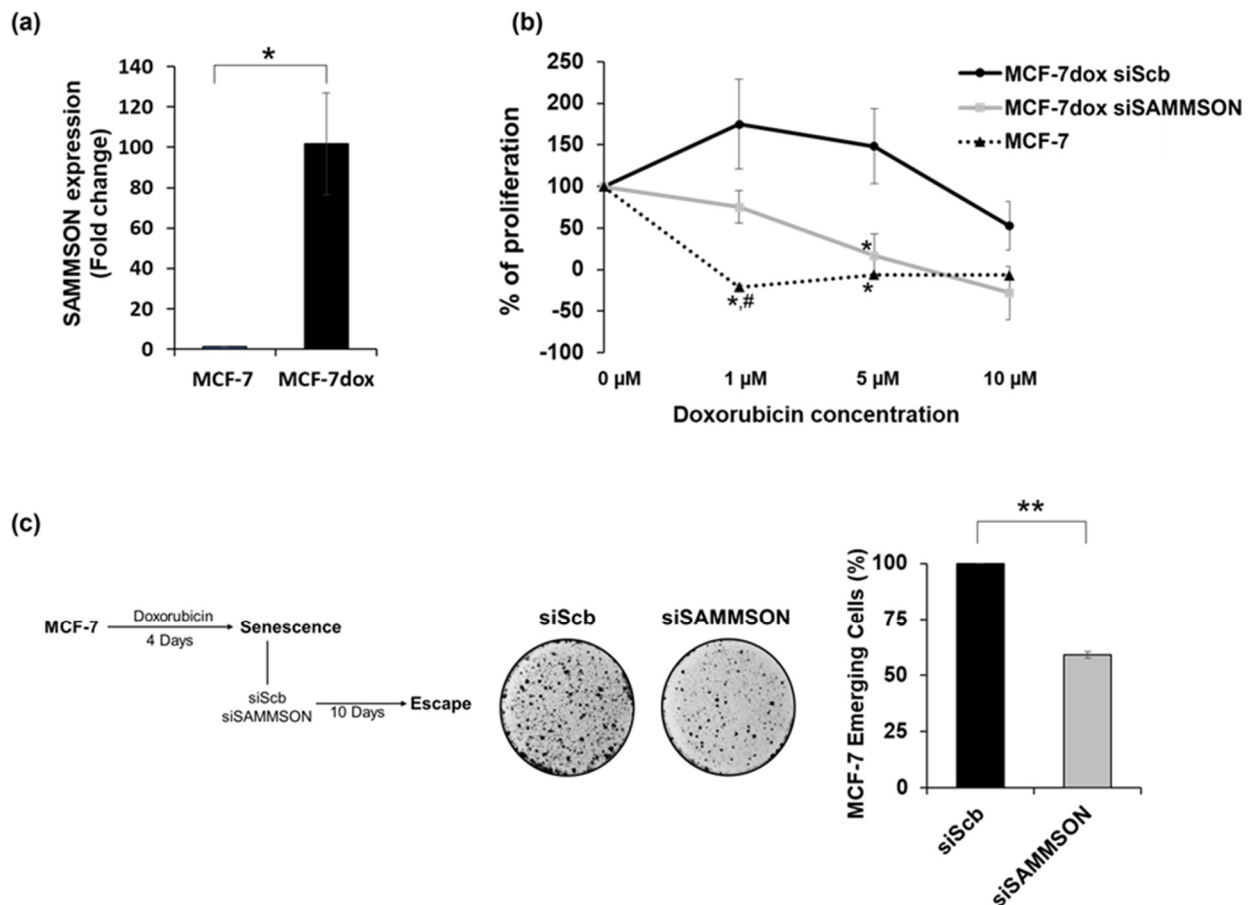 (a)
*
140
120
100
80
60
40
20
0
SAMMSON expression
(Fold change)
MCF-7 MCF-7dox
(b)
250
200
150
100
50
0
-50
-100
% of proliferation
MCF-7dox siScb
MCF-7dox siSAMMSON
MCF-7
*
*
*,#
0 µM 1 µM 5 µM 10 µM
Doxorubicin concentration
(c)
MCF-7 Doxorubicin Senescence
4 Days
siScb
siSAMMSON 10 Days Escape
siScb siSAMMSON
**
100
75
50
25
0
MCF-7 Emerging Cells (%)
siScb
siSAMMSON